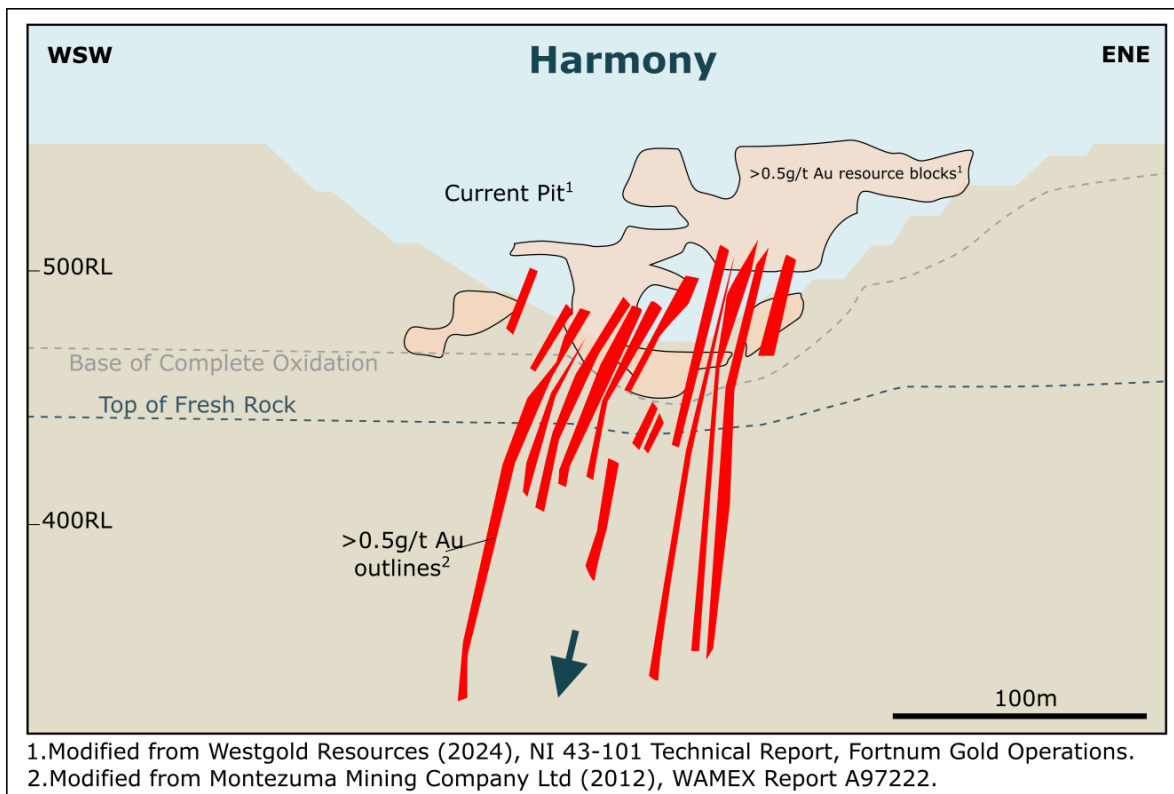 WSW
Harmony
ENE
Current Pit1
>0.5g/t Au resource blocks1
500RL
Base of Complete Oxidation
Top of Fresh Rock
400RL
>0.5g/t Au
outlines2
100m
1.Modified from Westgold Resources (2024), NI 43-101 Technical Report, Fortnum Gold Operations.
2.Modified from Montezuma Mining Company Ltd (2012), WAMEX Report A97222.